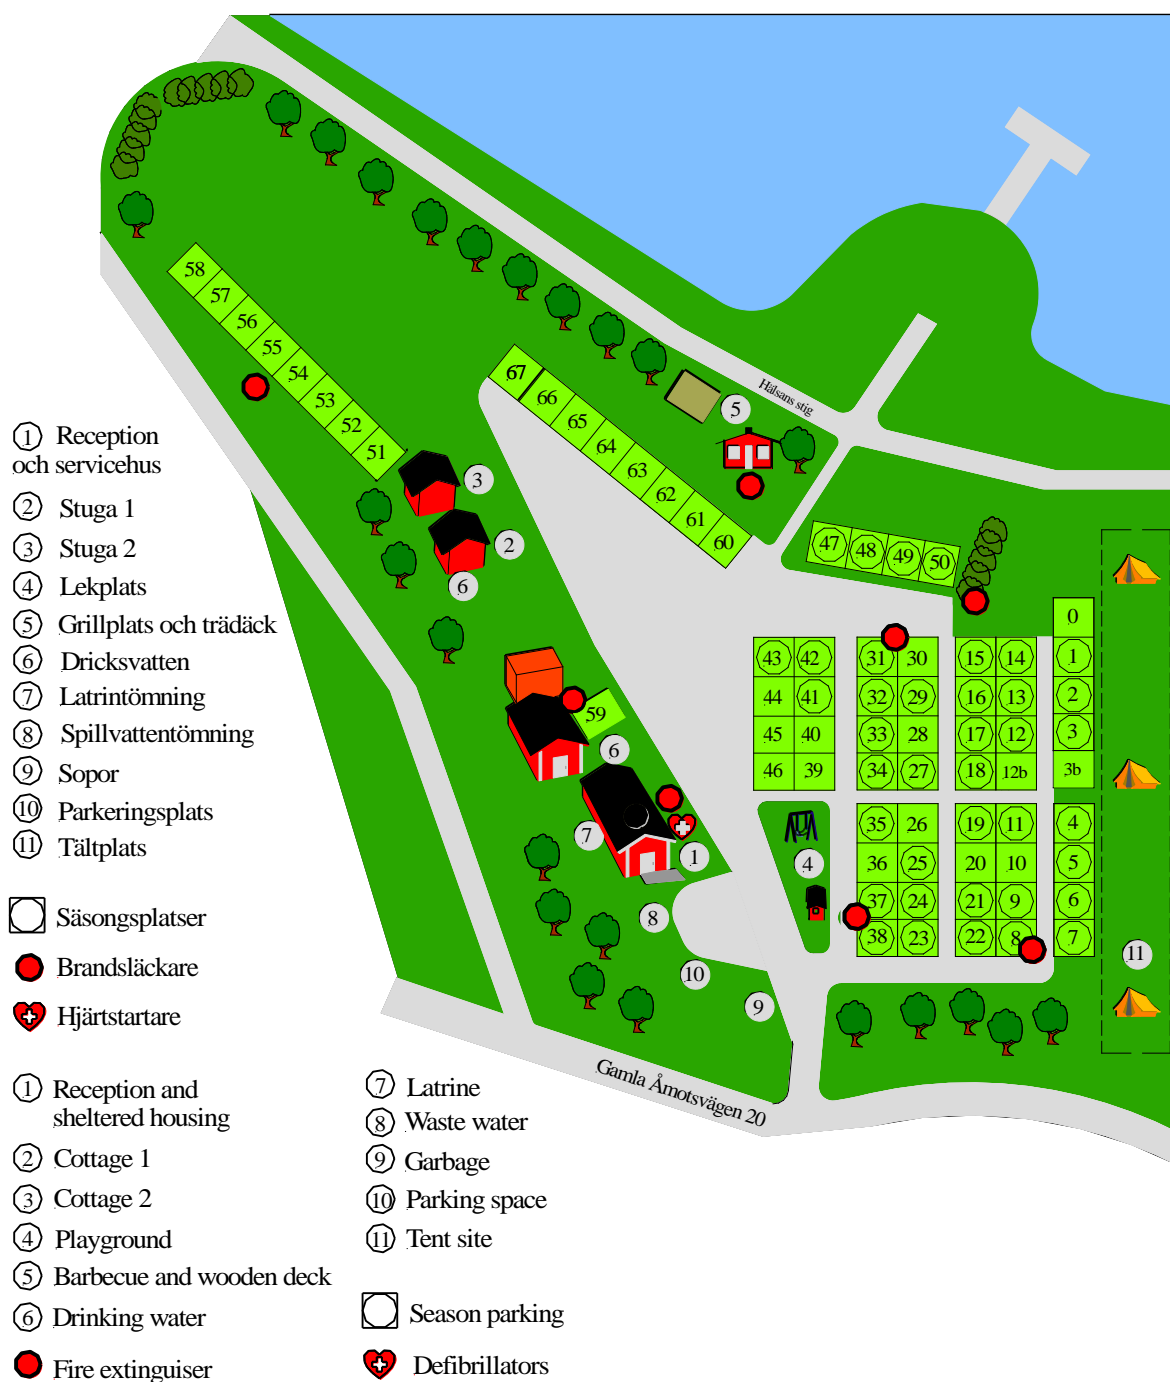 58
57
56
55
54
53
52
51
67
66
65
64
63
62
61
60
Hälsans stig
5
3
2
6
47
48
49
50
0
43
42
31
30
15
14
1
44
41
32
29
16
13
2
45
40
33
28
17
12
3
46
39
34
27
18
12b
3b
59
6
7
1
4
35
26
19
11
4
36
25
20
10
5
37
24
21
9
6
38
23
22
8
7
8
10
9
11
Gamla Åmotsvägen 20
1 Reception
och servicehus
2 Stuga 1
3 Stuga 2
4 Lekplats
5 Grillplats och trädäck
6 Dricksvatten
7 Latrintömning
8 Spillvattentömning
9 Sopor
10 Parkeringsplats
11 Tältplats
Säsongsplatser
Brandsläckare
Hjärtstartare
1 Reception and
sheltered housing
2 Cottage 1
3 Cottage 2
4 Playground
5 Barbecue and wooden deck
6 Drinking water
Fire extinguiser
7 Latrine
8 Waste water
9 Garbage
10 Parking space
11 Tent site
Season parking
Defibrillators